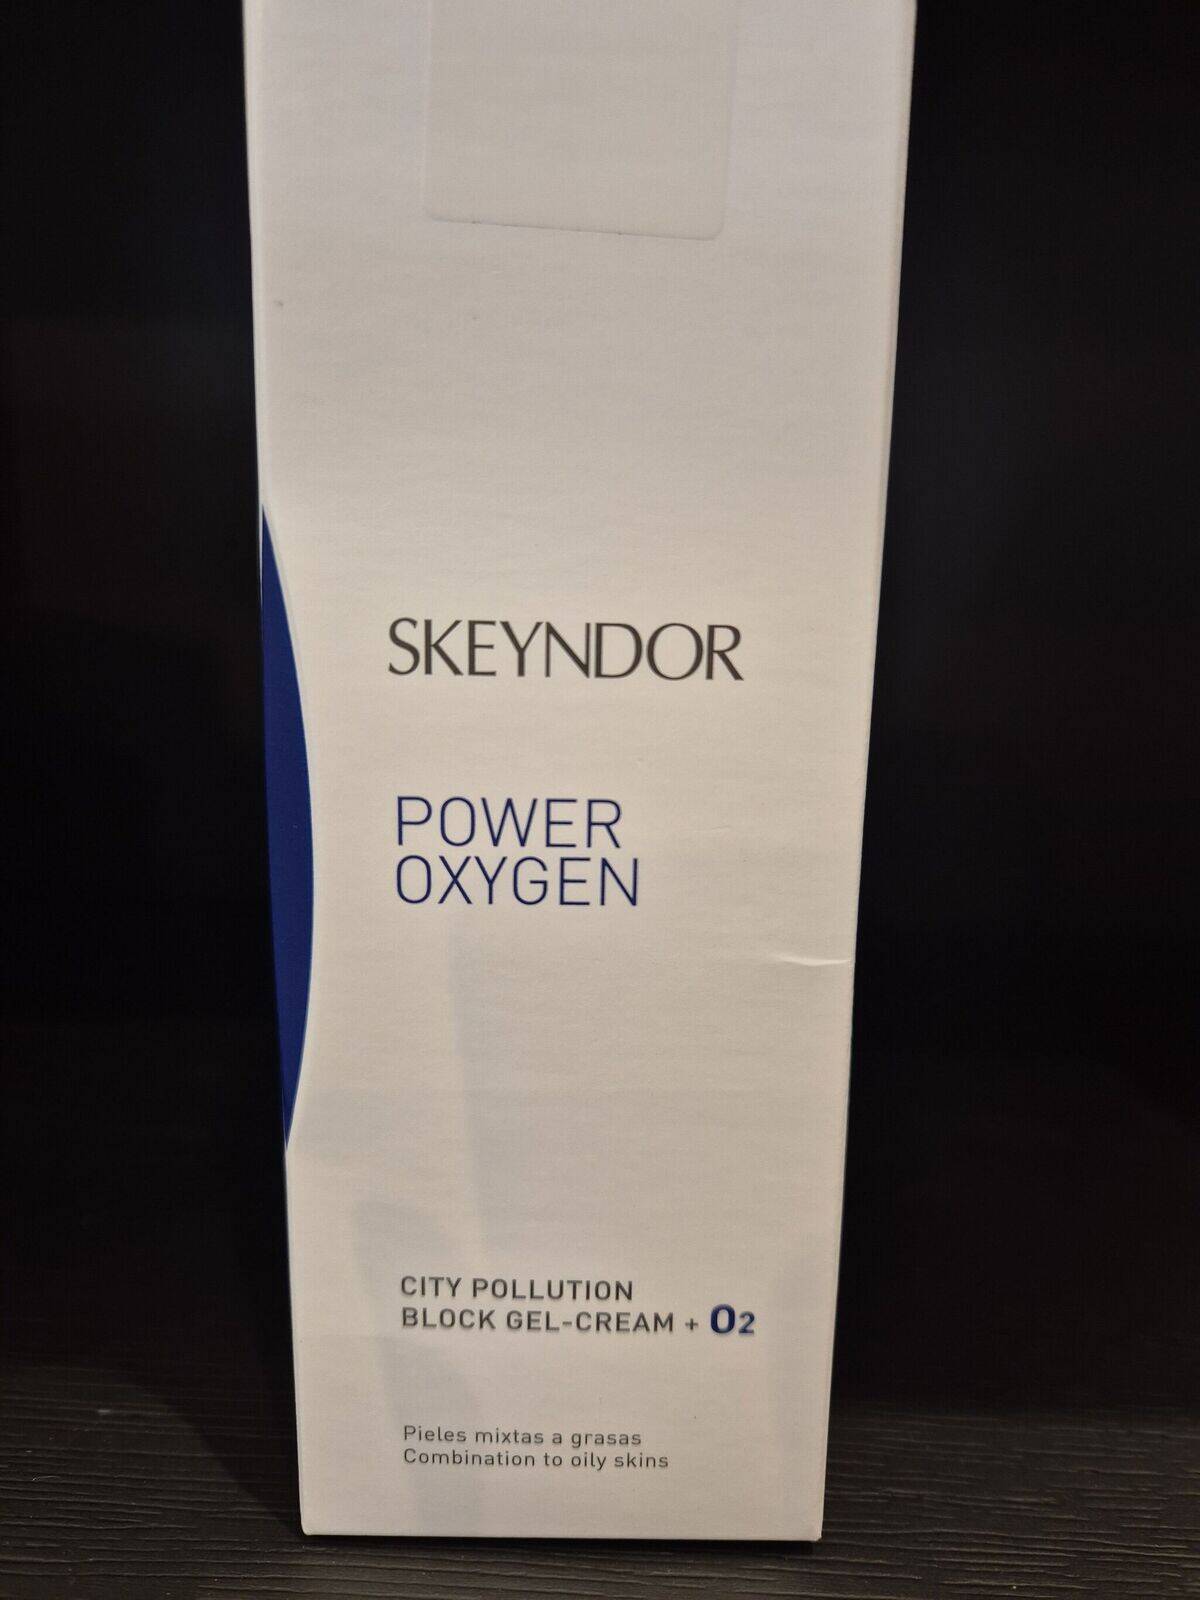 SKEYNDOR
POWER
OXYGEN
CITY POLLUTION
BLOCK GEL-CREAM + O2
Pieles mixtas a grasas
Combination to oily skins